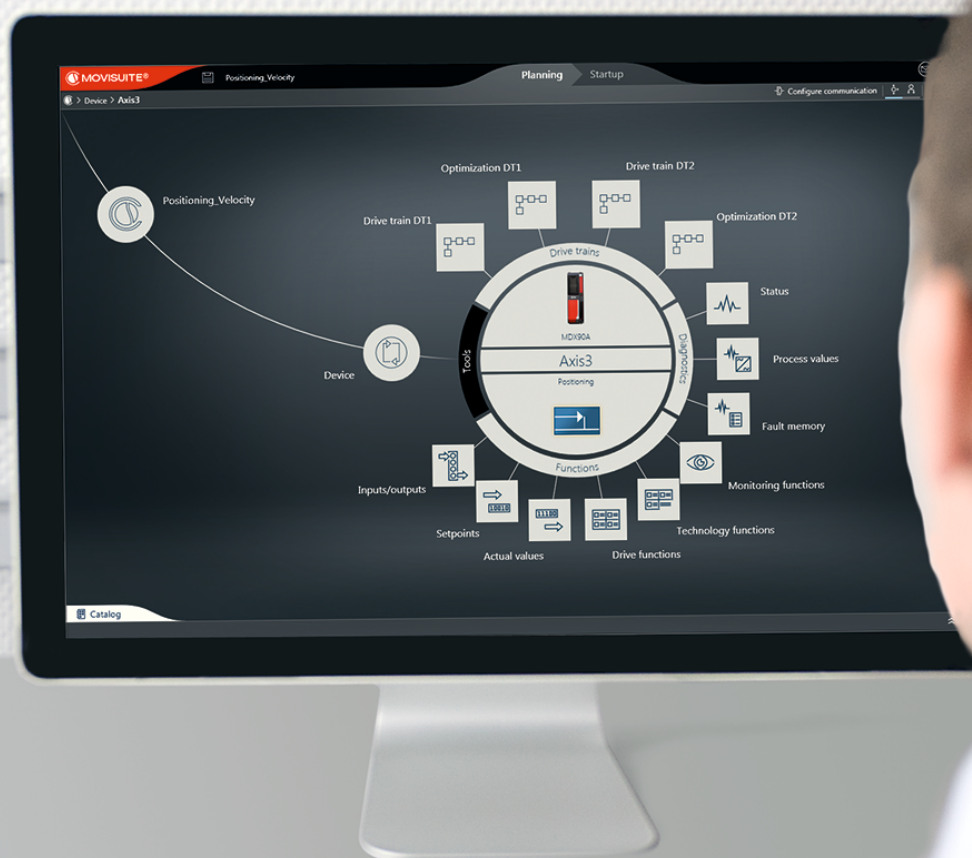 MOVISUITE®
Positioning_Velocity
Planning
Startup
> Device > Axis3
Configure communication
Positioning_Velocity
Device
Optimization DT1
Drive train DT2
Drive train DT1
Optimization DT2
Drive trains
Status
MDX90A
Tools
Axis3
Diagnostics
Process values
Positioning
Fault memory
Functions
Monitoring functions
Inputs/outputs
10010
11100
Setpoints
Technology functions
Actual values
Drive functions
Catalog